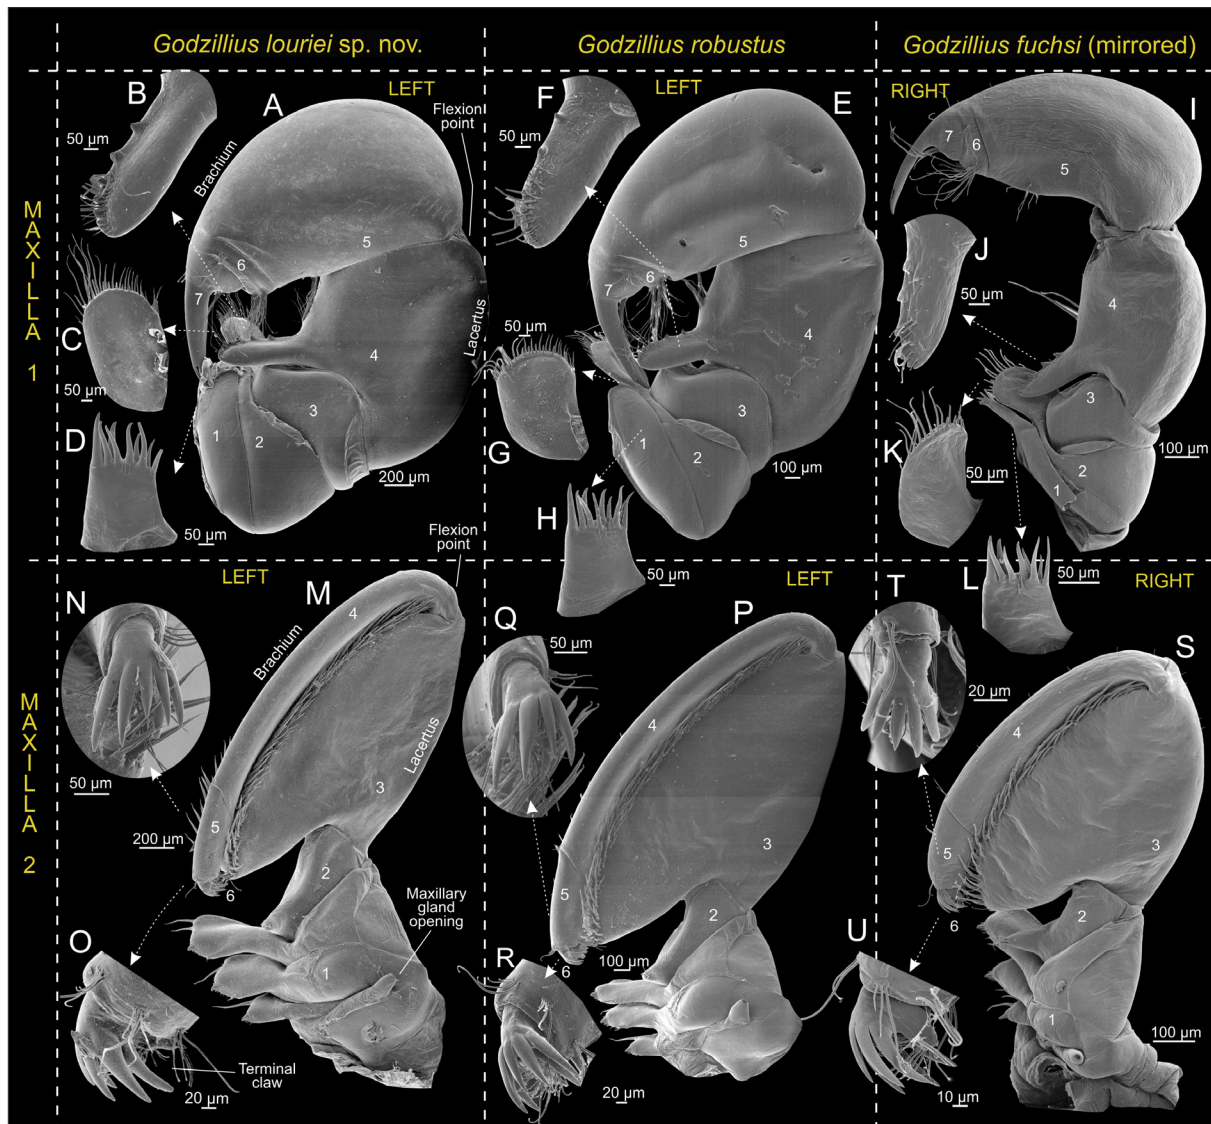 Godzillius louriei sp. nov.
Godzillius robustus
Godzillius fuchsi (mirrored)
MAXILLA 1
LEFT
A
Flexion
point
Brachium
Lacertus
1
2
3
4
5
6
7
200 µm
B
50 µm
C
50 µm
D
50 µm
LEFT
E
1
2
3
4
5
6
7
100 µm
F
50 µm
G
50 µm
H
50 µm
RIGHT
I
1
2
3
4
5
6
7
100 µm
J
50 µm
K
50 µm
L
50 µm
MAXILLA 2
LEFT
M
Flexion
point
Brachium
Lacertus
1
2
3
4
5
6
Maxillary
gland
opening
200 µm
N
50 µm
O
Terminal
claw
20 µm
LEFT
P
1
2
3
4
5
6
100 µm
Q
50 µm
R
20 µm
RIGHT
S
1
2
3
4
5
6
100 µm
T
20 µm
U
10 µm